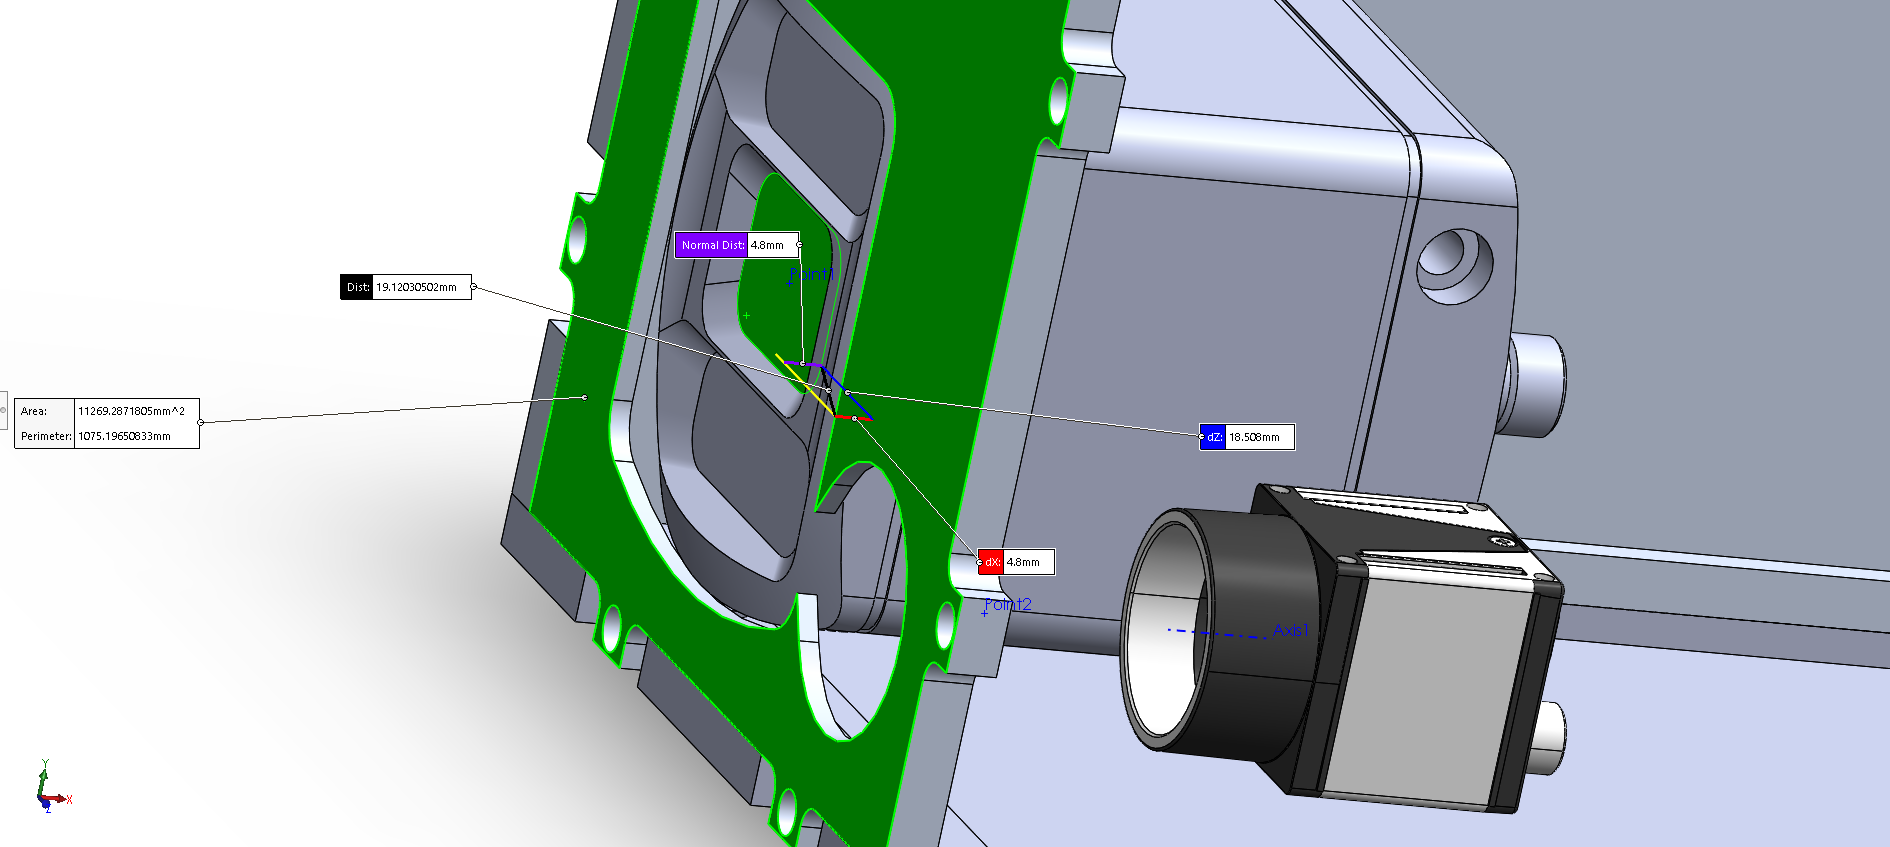 Normal Dist: 4.8mm
Point1
Dist: 19.12030502mm
Area: 11269.2871805mm^2
Perimeter: 1075.19650833mm
dZ: 18.508mm
dX: 4.8mm
Point2
Axis1
Y
X
Z